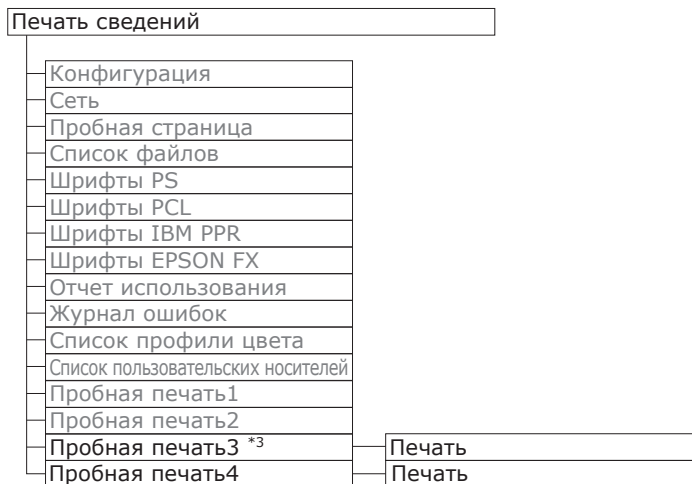 Печать сведений
Конфигурация
Сеть
Пробная страница
Список файлов
Шрифты PS
Шрифты PCL
Шрифты IBM PPR
Шрифты EPSON FX
Отчет использования
Журнал ошибок
Список профили цвета
Список пользовательских носителей
Пробная печать1
Пробная печать2
Пробная печать3 *3 Печать
Пробная печать4 Печать